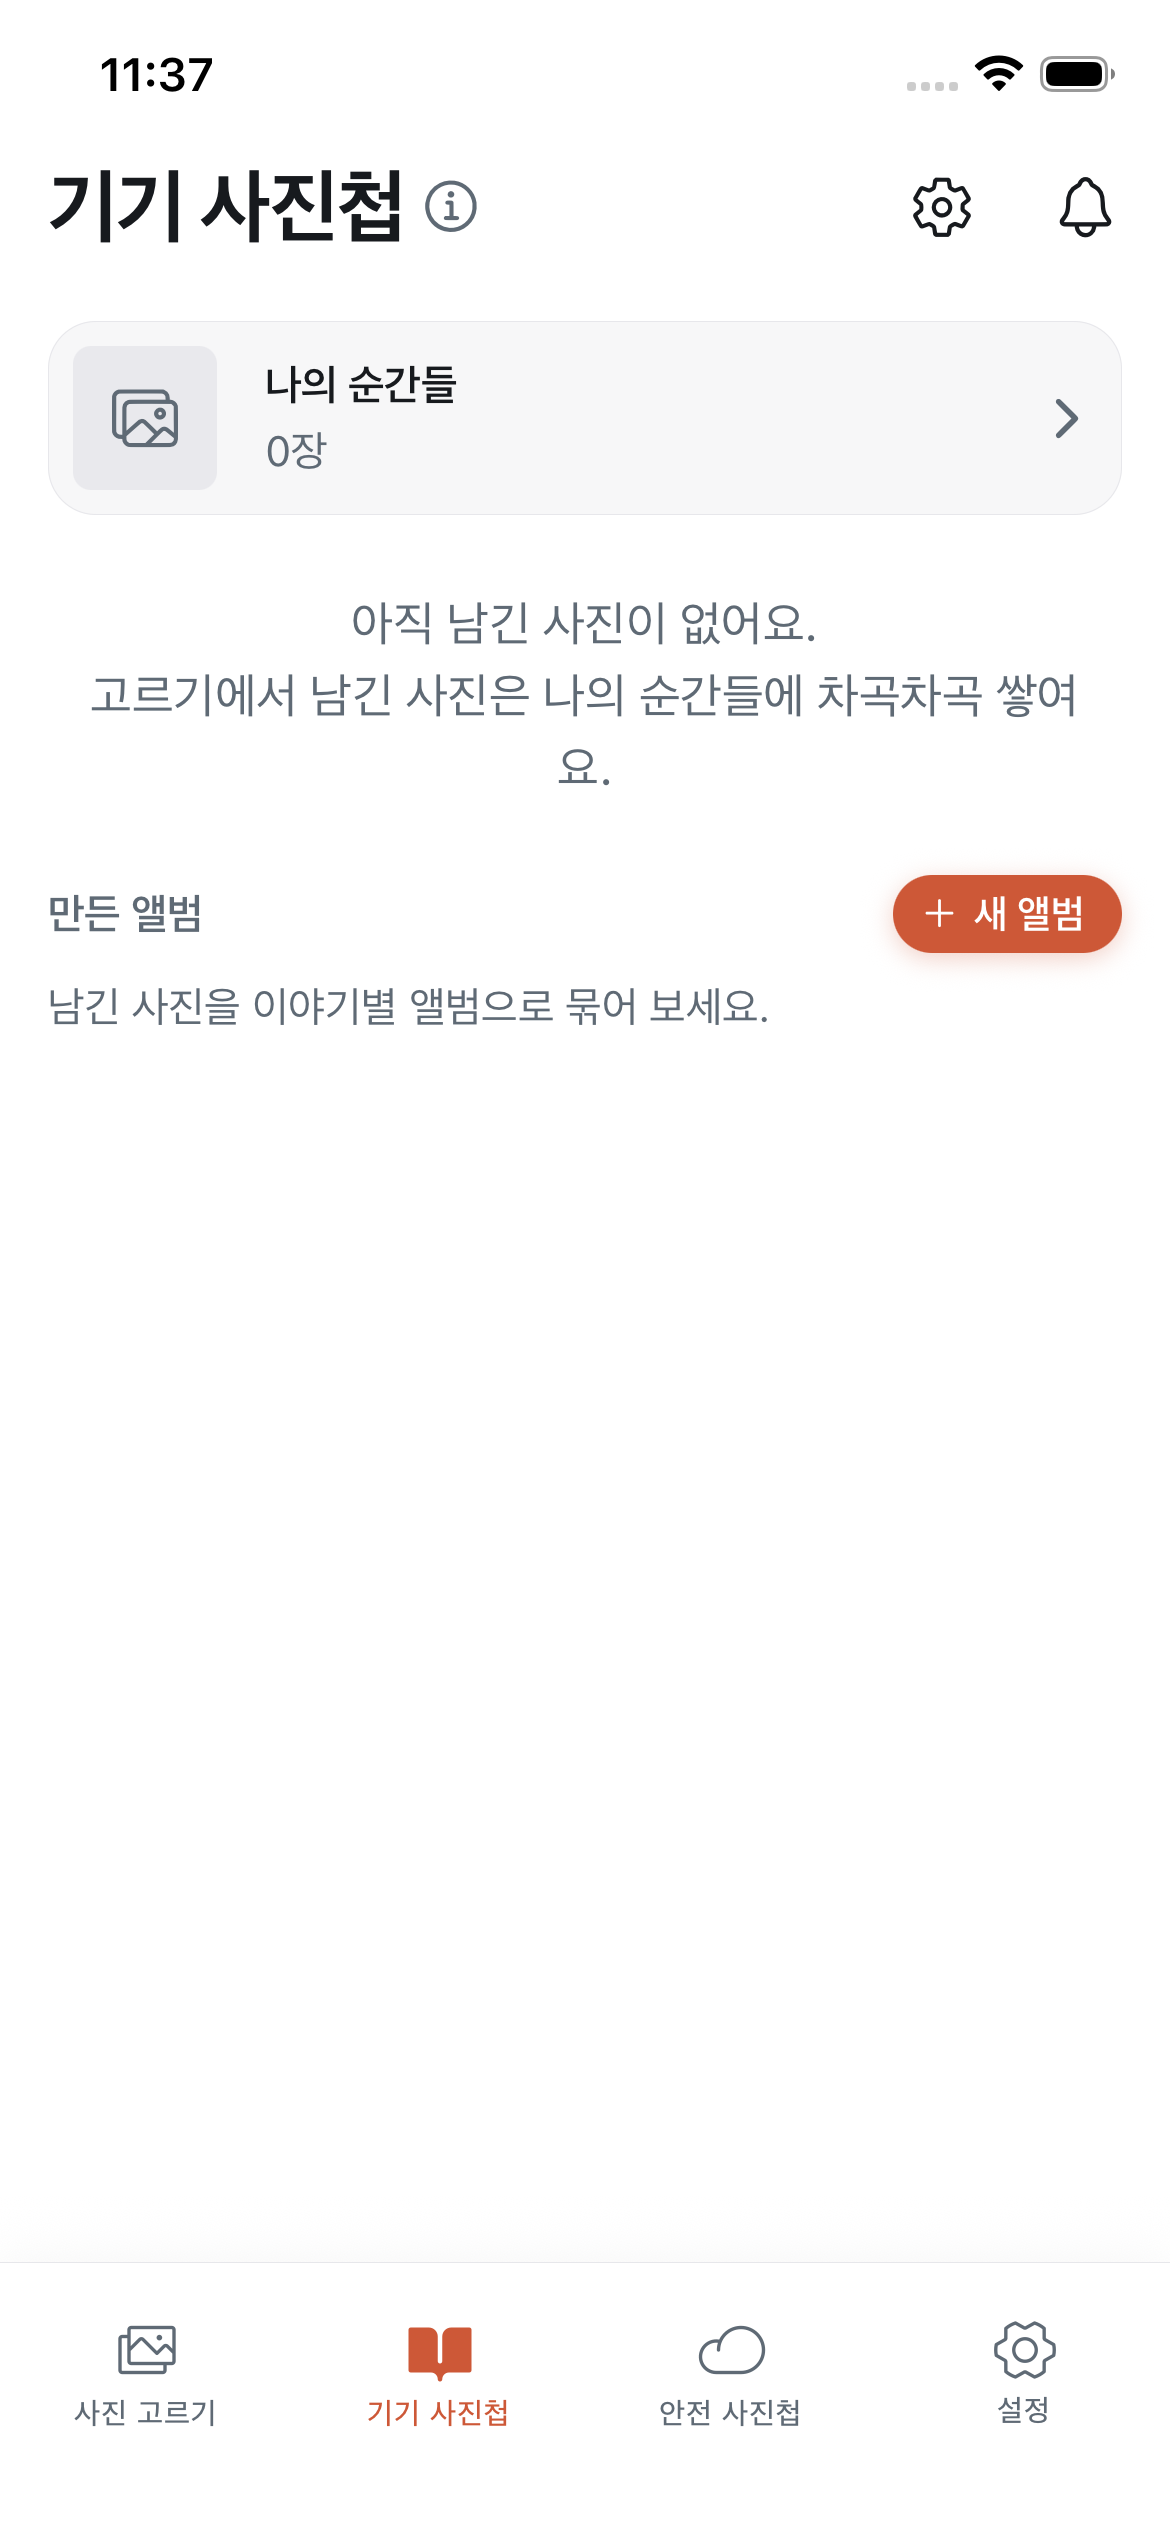 11:37
기기 사진첩
나의 순간들
0장
아직 남긴 사진이 없어요.
고르기에서 남긴 사진은 나의 순간들에 차곡차곡 쌓여
요.
만든 앨범
+ 새 앨범
남긴 사진을 이야기별 앨범으로 묶어 보세요.
사진 고르기
기기 사진첩
안전 사진첩
설정